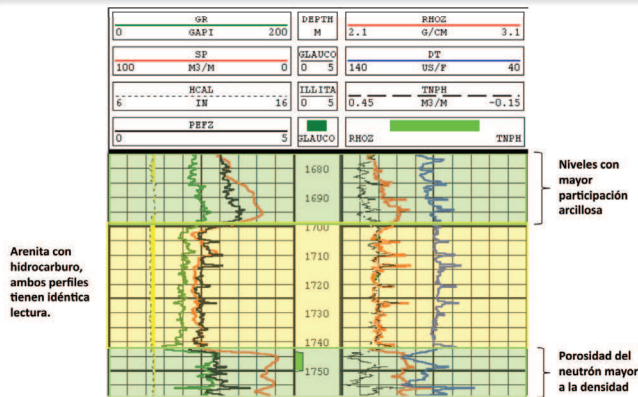 GR
0 GAPI 200
DEPTH
M
RHOZ
2.1 G/CM 3.1
SP
100 M3/M 0
GLAUCO
0 5
DT
140 US/F 40
HCAL
6 IN 16
ILLITA
0 5
TNPH
0.45 M3/M -0.15
PEFZ
0 5
GLAUCO
RHOZ TNPH
1680
1690
1700
1710
1720
1730
1740
1750
Niveles con
mayor
participación
arcillosa
Arenita con
hidrocarburo,
ambos perfiles
tienen idéntica
lectura.
Porosidad del
neutrón mayor
a la densidad